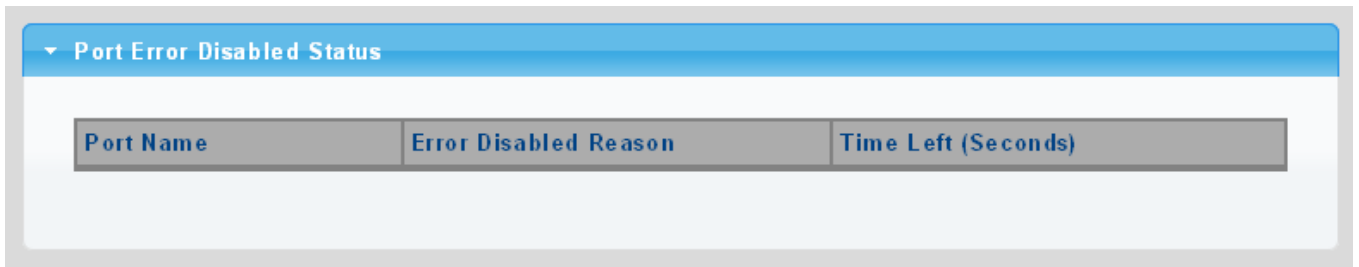 Port Error Disabled Status
Port Name Error Disabled Reason Time Left (Seconds)